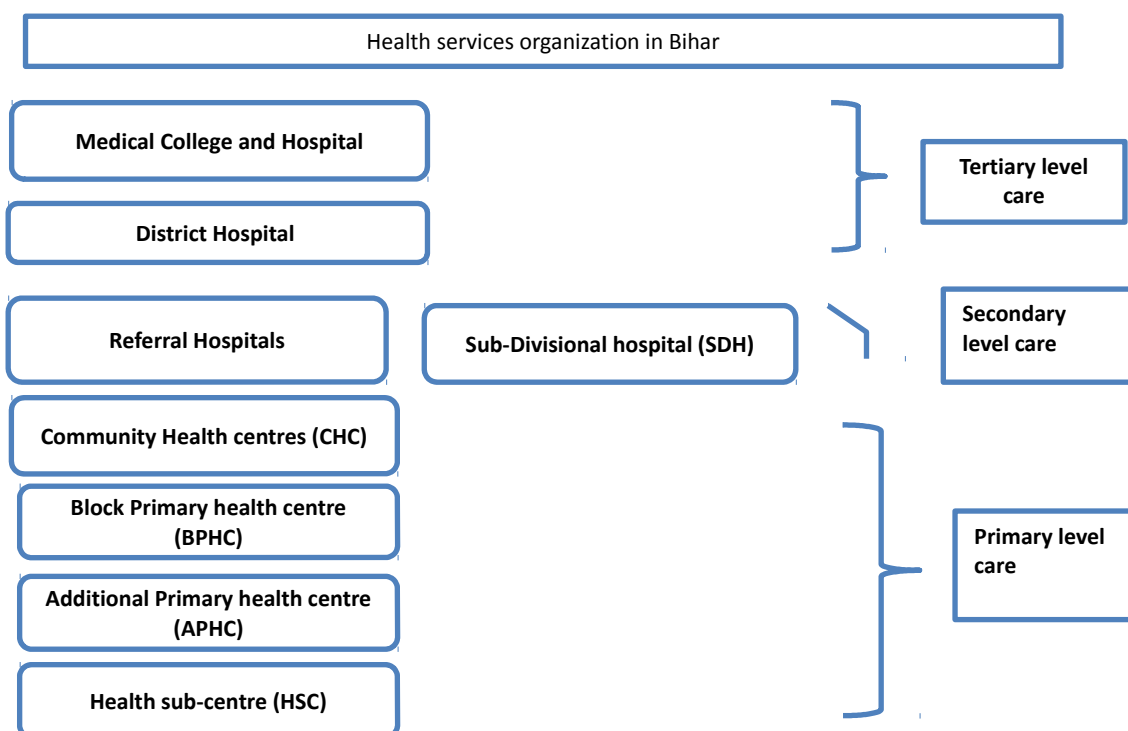 Health services organization in Bihar
Medical College and Hospital
Tertiary level
care
District Hospital
Referral Hospitals
Sub-Divisional hospital (SDH)
Secondary
level care
Community Health centres (CHC)
Block Primary health centre
(BPHC)
Primary level
care
Additional Primary health centre
(APHC)
Health sub-centre (HSC)